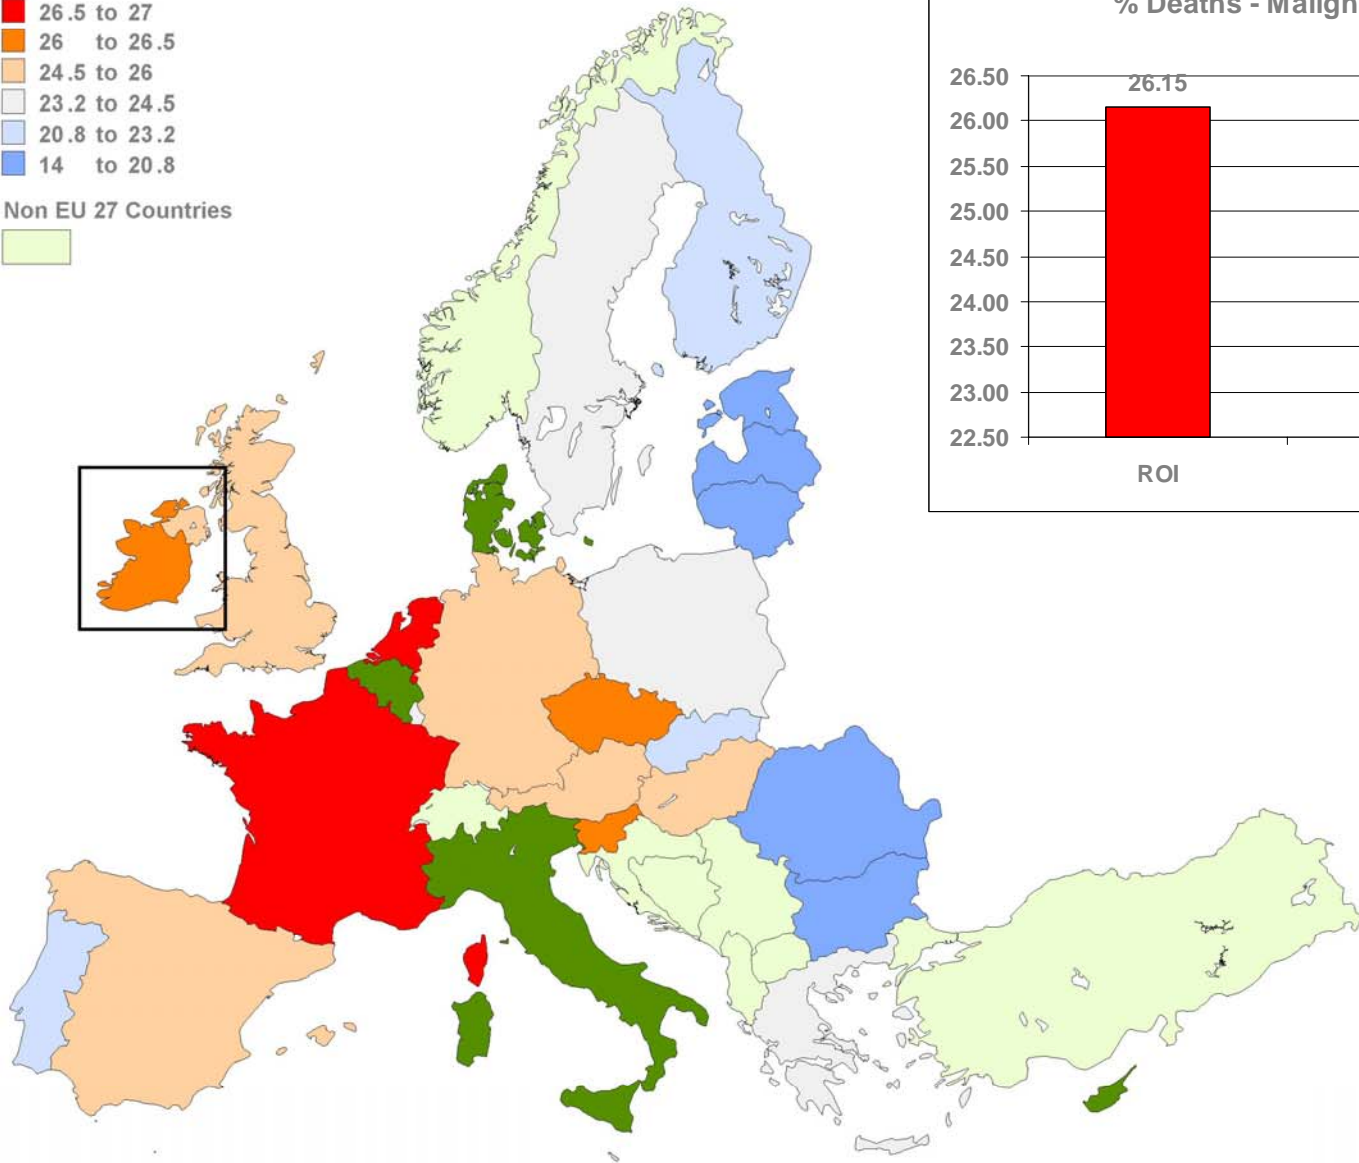 26.5 to 27
26 to 26.5
24.5 to 26
23.2 to 24.5
20.8 to 23.2
14 to 20.8
Non EU 27 Countries
% Deaths - Malign
26.50
26.00
25.50
25.00
24.50
24.00
23.50
23.00
22.50
26.15
ROI